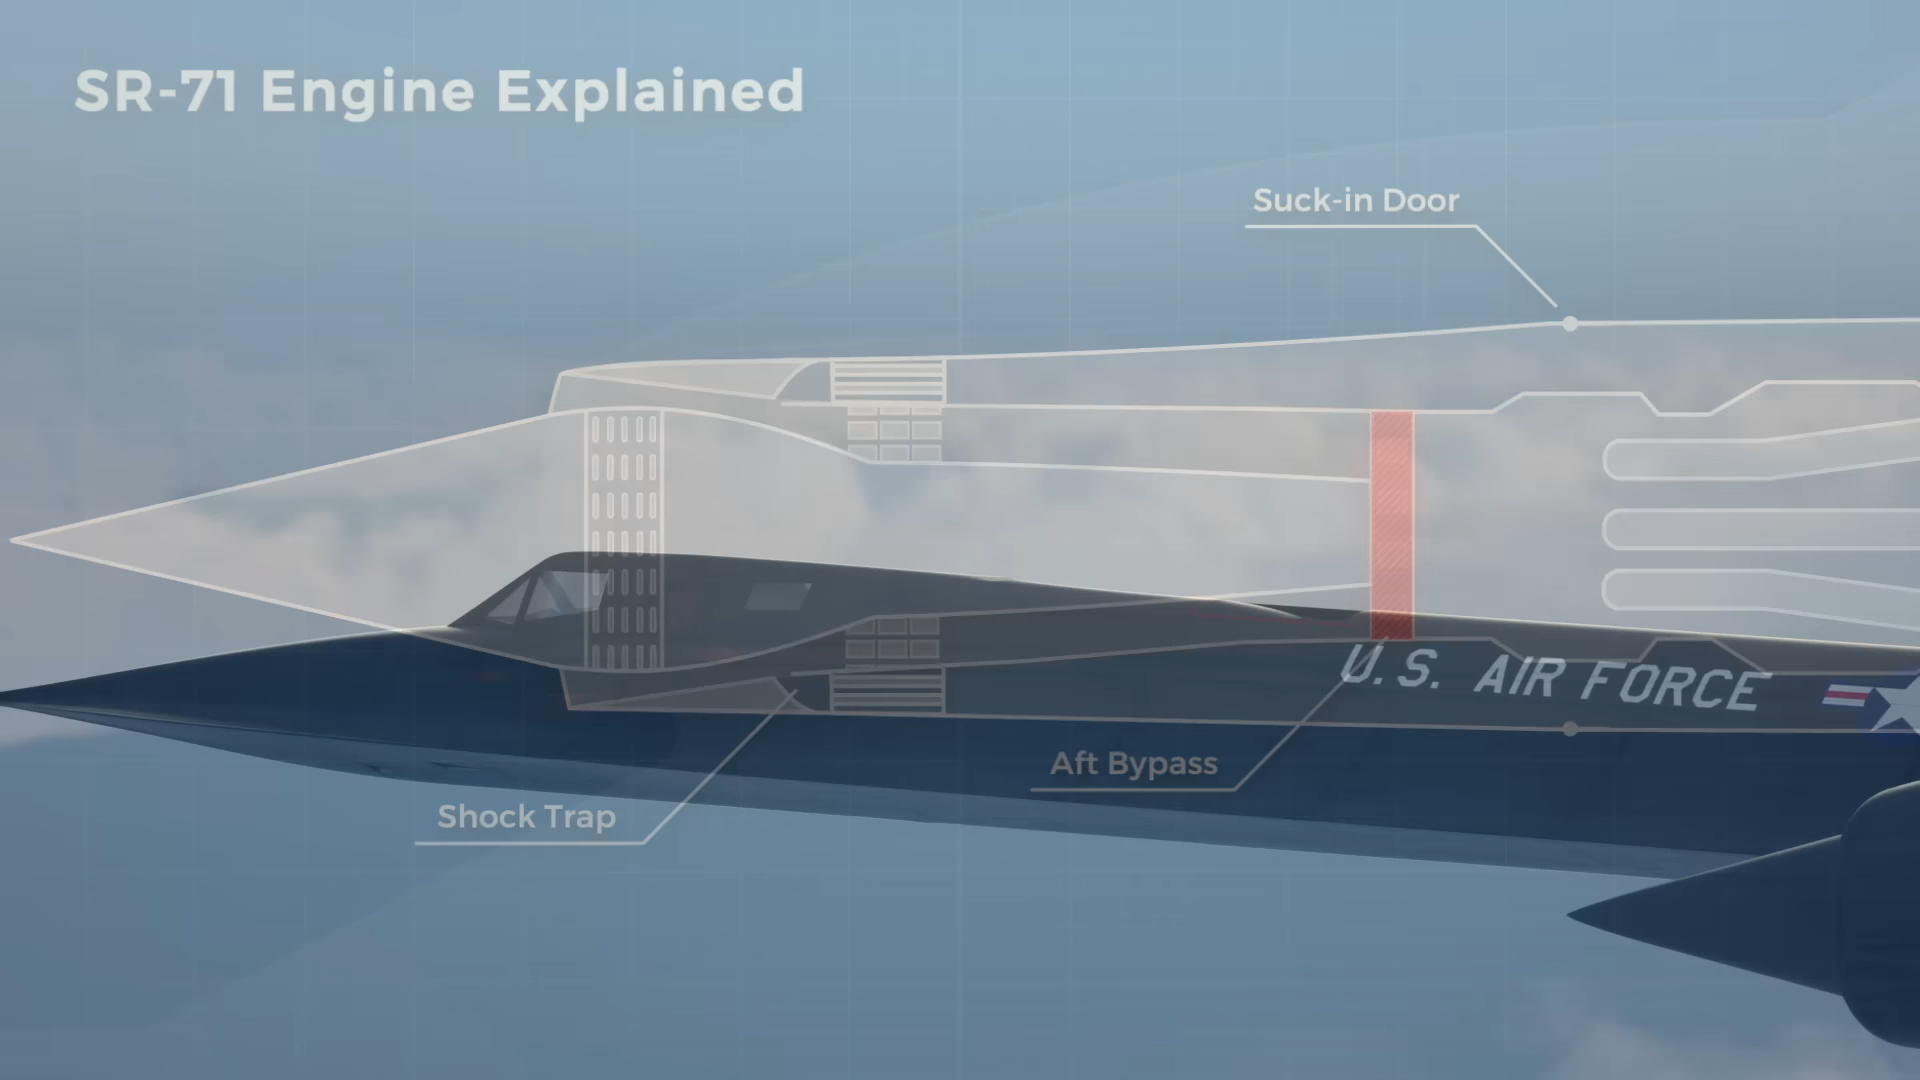 SR-71 Engine Explained
Suck-in Door
U.S. AIR FORCE
Aft Bypass
Shock Trap